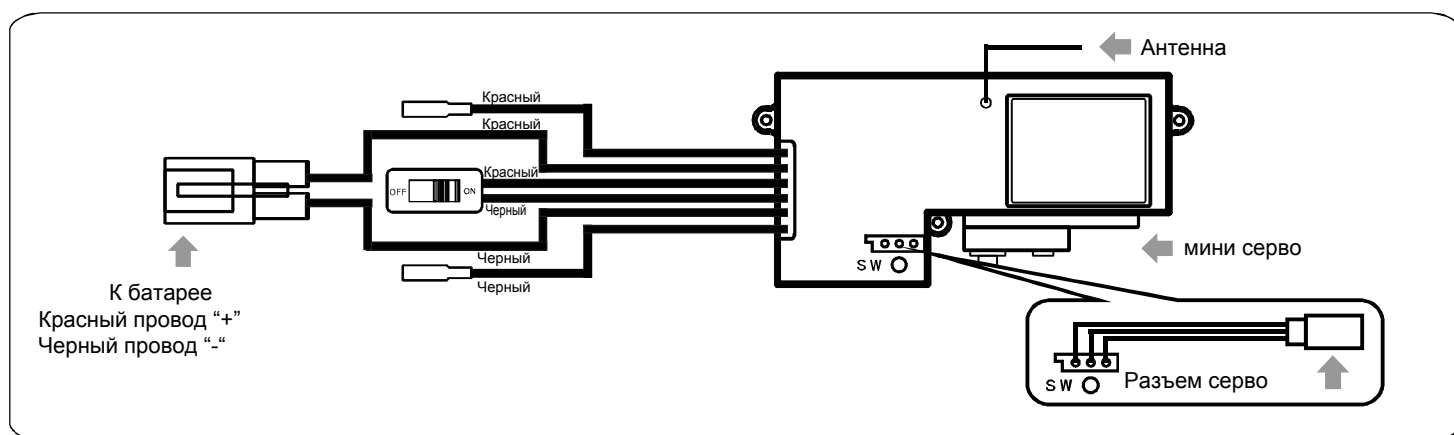 Антенна
Красный
Красный
Красный
OFF
ON
Черный
мини серво
SW
Черный
Черный
К батарее
Красный провод “+”
Черный провод “-“
SW
Разъем серво